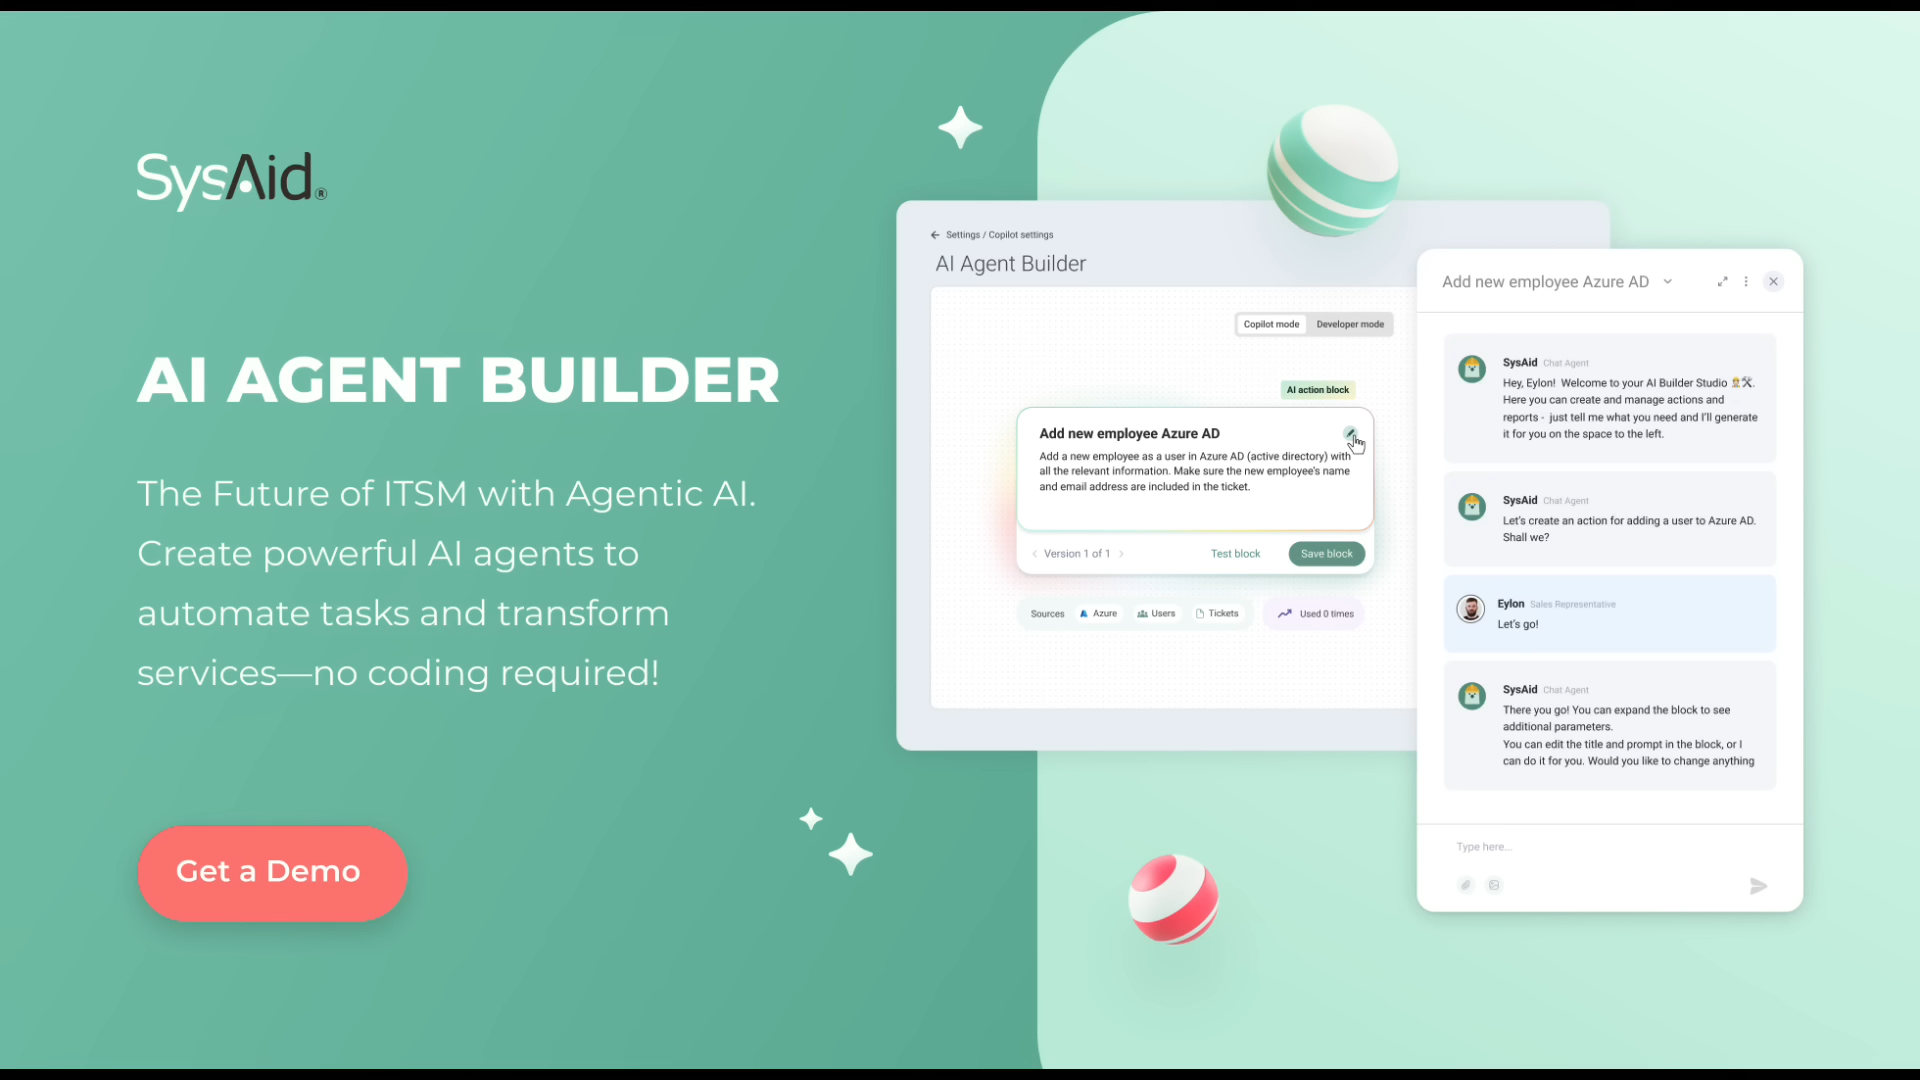 SysAid®
AI AGENT BUILDER
The Future of ITSM with Agentic AI.
Create powerful AI agents to
automate tasks and transform
services—no coding required!
Get a Demo
Settings / Copilot settings
AI Agent Builder
Copilot mode Developer mode
AI action block
Add new employee Azure AD
Add a new employee as a user in Azure AD (active directory) with
all the relevant information. Make sure the new employee's name
and email address are included in the ticket.
Version 1 of 1 Test block Save block
Sources Azure Users Tickets Used 0 times
Add new employee Azure AD
SysAid Chat Agent
Hey, Eylon! Welcome to your AI Builder Studio 👷🛠.
Here you can create and manage actions and
reports - just tell me what you need and I'll generate
it for you on the space to the left.
SysAid Chat Agent
Let's create an action for adding a user to Azure AD.
Shall we?
Eylon Sales Representative
Let's go!
SysAid Chat Agent
There you go! You can expand the block to see
additional parameters.
You can edit the title and prompt in the block, or I
can do it for you. Would you like to change anything
Type here...